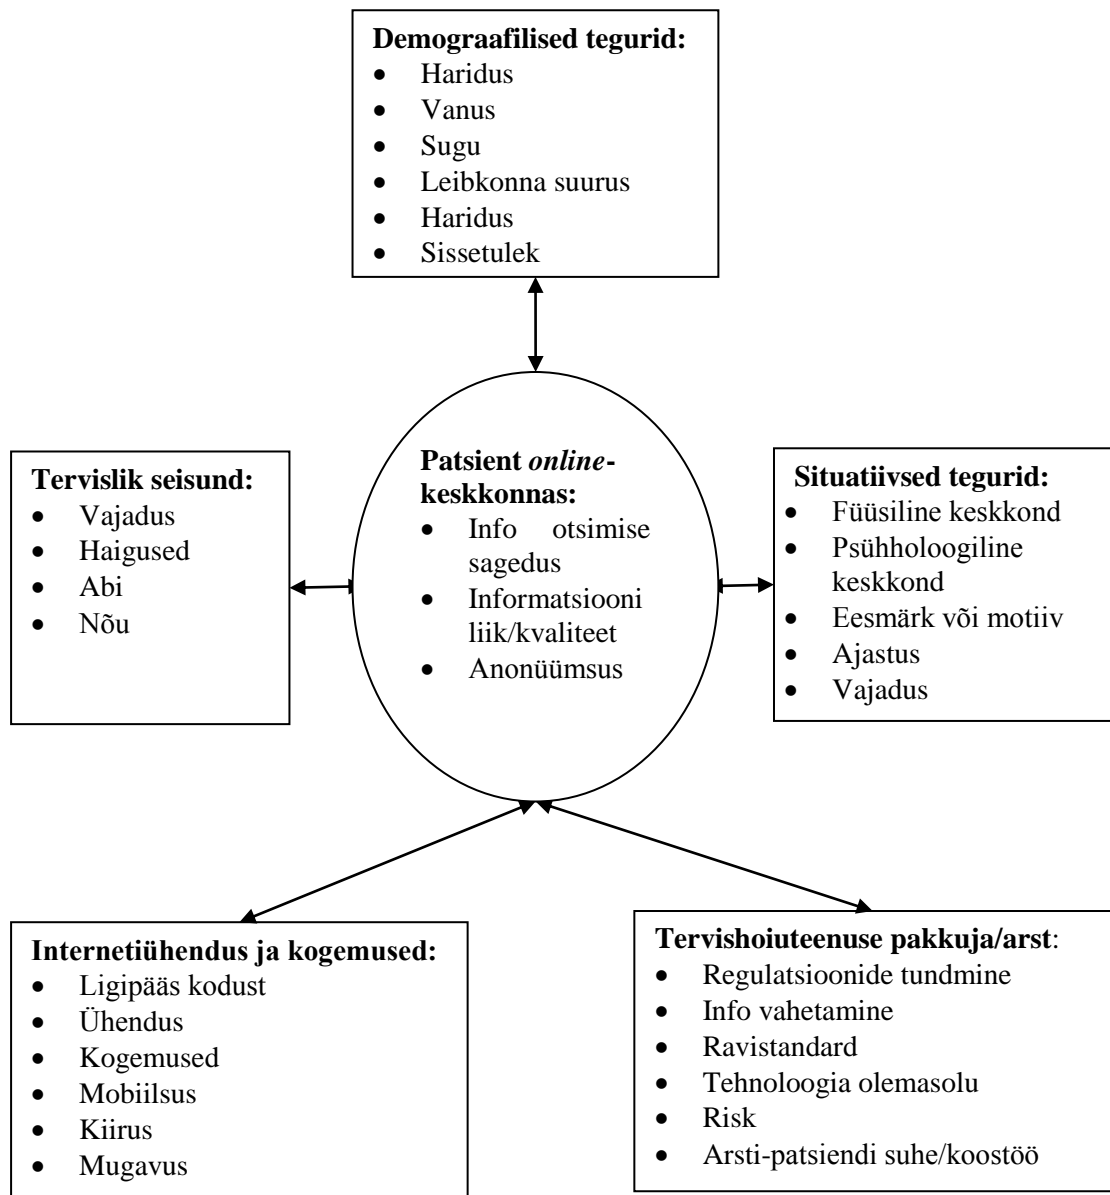 Demograafilised tegurid:
• Haridus
• Vanus
• Sugu
• Leibkonna suurus
• Haridus
• Sissetulek
Tervislik seisund:
• Vajadus
• Haigused
• Abi
• Nõu
Patsient online-
keskkonnas:
• Info otsimise
sagedus
• Informatsiooni
liik/kvaliteet
• Anonüümsus
Situatiivsed tegurid:
• Füüsiline keskkond
• Psühholoogiline
keskkond
• Eesmärk või motiiv
• Ajastus
• Vajadus
Internetiühendus ja kogemused:
• Ligipääs kodust
• Ühendus
• Kogemused
• Mobiilsus
• Kiirus
• Mugavus
Tervishoiuteenuse pakkuja/arst:
• Regulatsioonide tundmine
• Info vahetamine
• Ravistandard
• Tehnoloogia olemasolu
• Risk
• Arsti-patsiendi suhe/koostöö